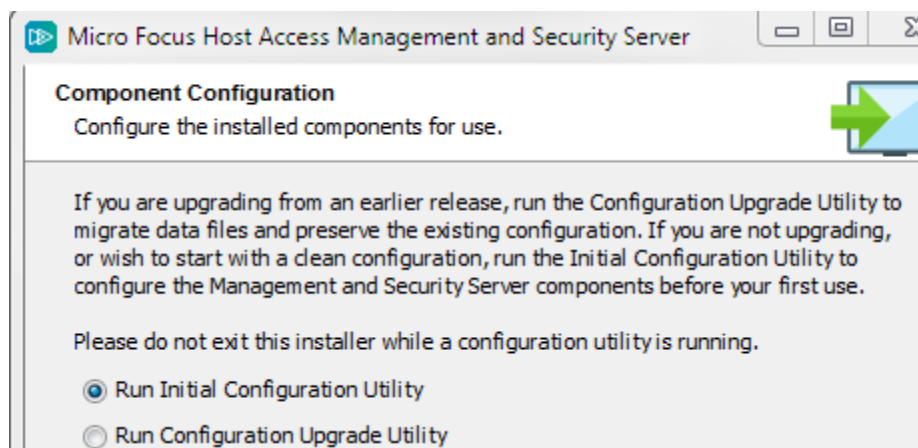 Micro Focus Host Access Management and Security Server
Component Configuration
Configure the installed components for use.
If you are upgrading from an earlier release, run the Configuration Upgrade Utility to
migrate data files and preserve the existing configuration. If you are not upgrading,
or wish to start with a clean configuration, run the Initial Configuration Utility to
configure the Management and Security Server components before your first use.
Please do not exit this installer while a configuration utility is running.
Run Initial Configuration Utility
Run Configuration Upgrade Utility